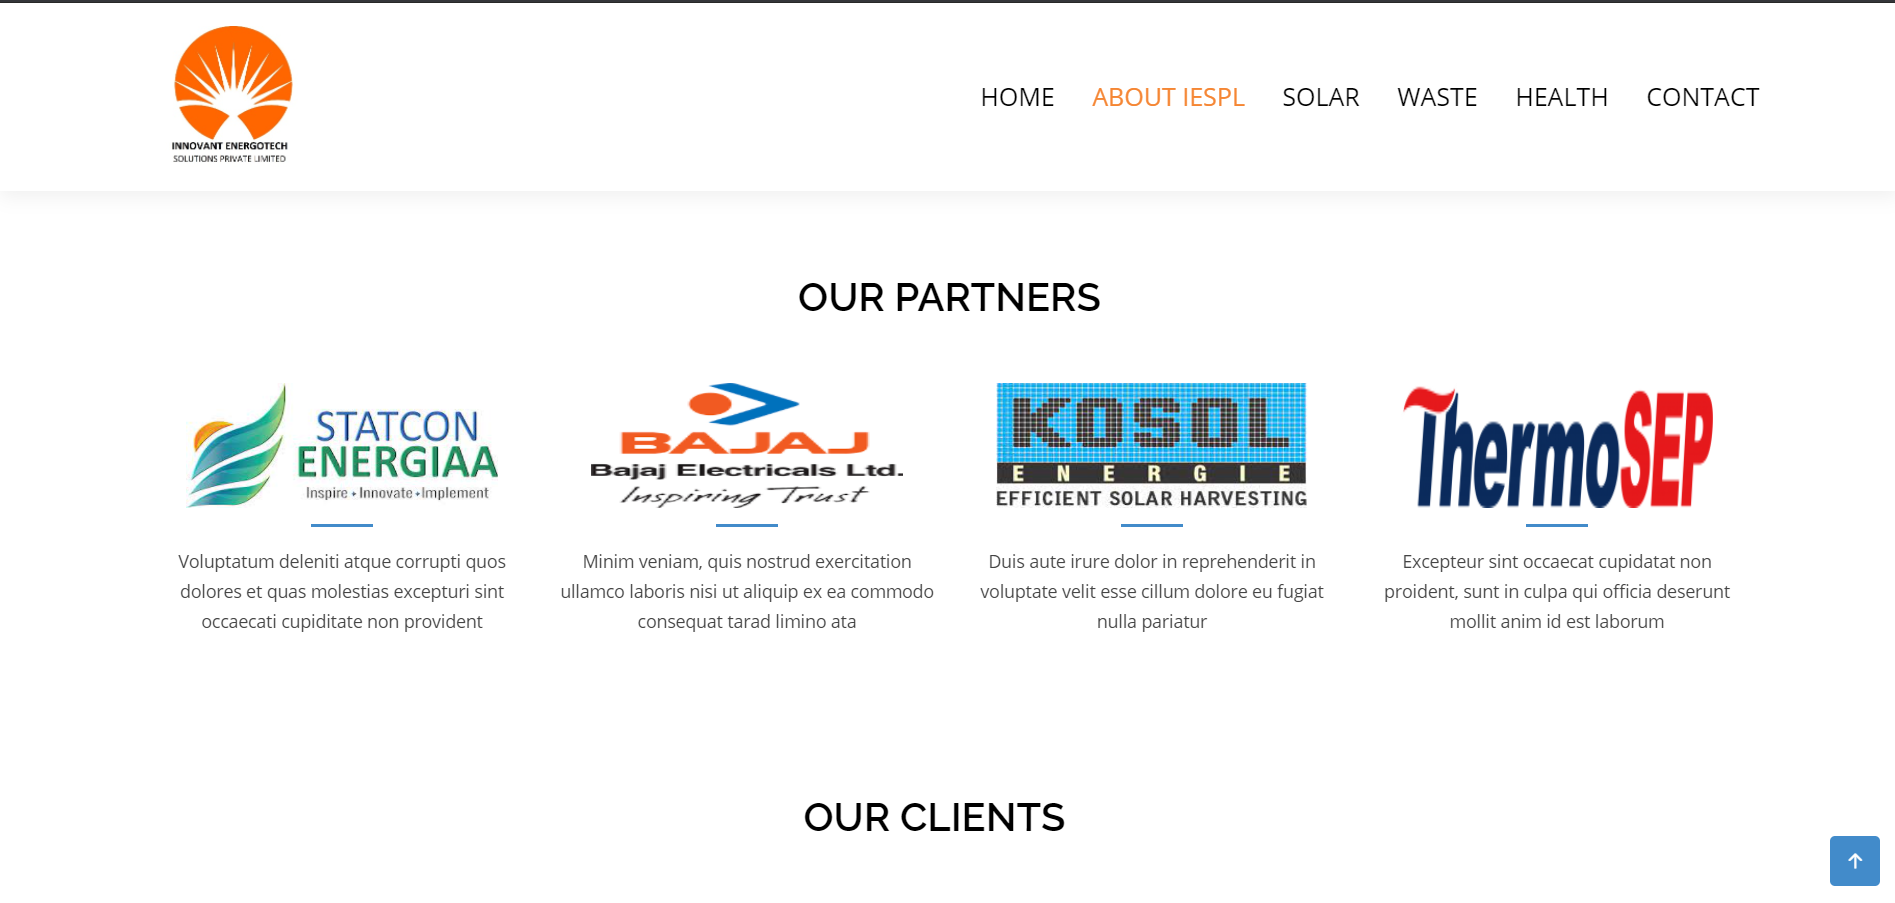 INNOVANT ENERGOTECH
SOLUTIONS PRIVATE LIMITED
HOME ABOUT IESPL SOLAR WASTE HEALTH CONTACT
OUR PARTNERS
STATCON
ENERGIAA
Inspire • Innovate • Implement
BAJAJ
Bajaj Electricals Ltd.
Inspiring Trust
KOSOL
ENERGIE
EFFICIENT SOLAR HARVESTING
ThermoSEP
Voluptatum deleniti atque corrupti quos
dolores et quas molestias excepturi sint
occaecati cupiditate non provident
Minim veniam, quis nostrud exercitation
ullamco laboris nisi ut aliquip ex ea commodo
consequat tarad limino ata
Duis aute irure dolor in reprehenderit in
voluptate velit esse cillum dolore eu fugiat
nulla pariatur
Excepteur sint occaecat cupidatat non
proident, sunt in culpa qui officia deserunt
mollit anim id est laborum
OUR CLIENTS